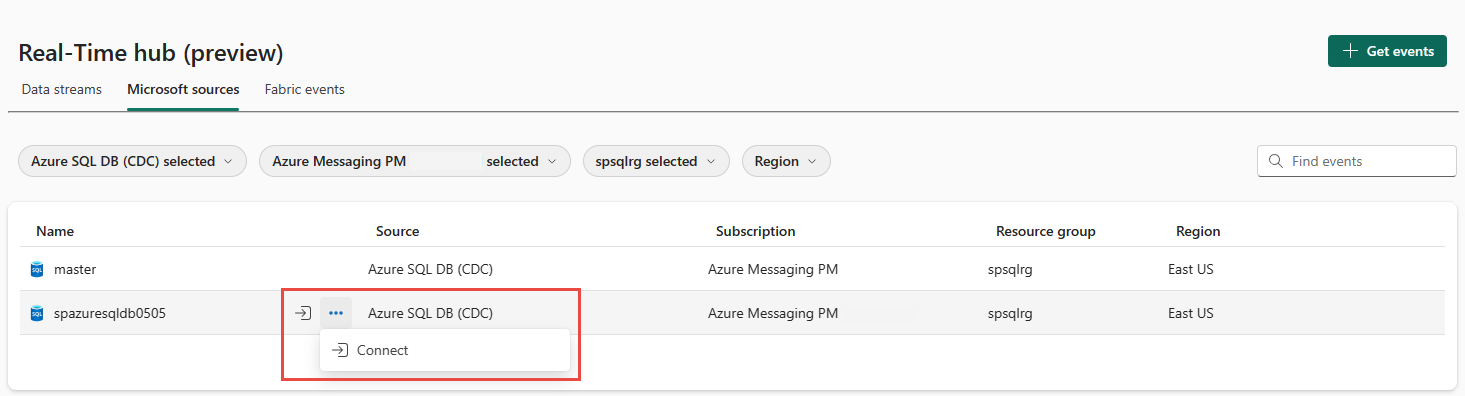 Real-Time hub (preview)
Get events
Data streams Microsoft sources Fabric events
Azure SQL DB (CDC) selected Azure Messaging PM selected spsqlrg selected Region Find events
Name Source Subscription Resource group Region
SQL master Azure SQL DB (CDC) Azure Messaging PM spsqlrg East US
SQL spazuresqldb0505 ••• Azure SQL DB (CDC) Azure Messaging PM spsqlrg East US
Connect